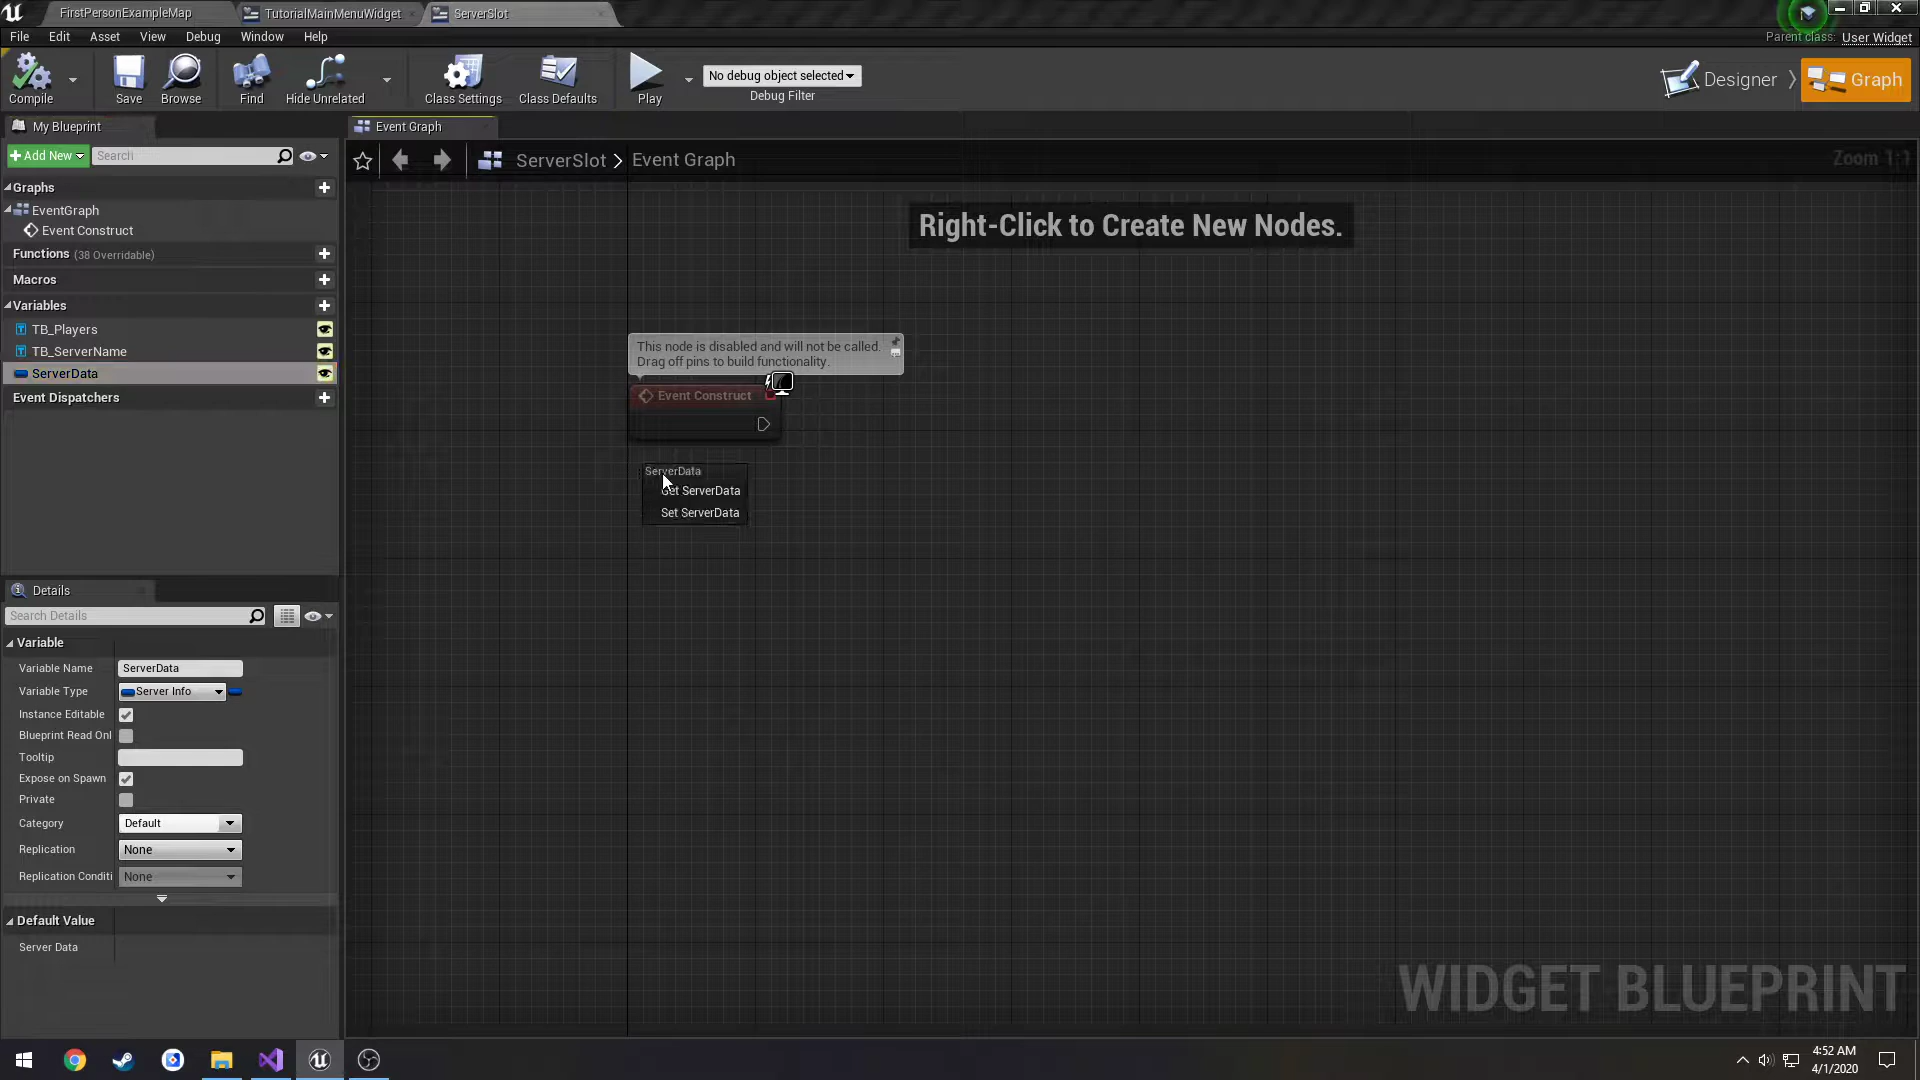 FirstPersonExampleMap
TutorialMainMenuWidget
ServerSlot
File Edit Asset View Debug Window Help
Parent class: User Widget
Compile
Save
Browse
Find
Hide Unrelated
Class Settings
Class Defaults
Play
No debug object selected
Debug Filter
Designer
Graph
My Blueprint
Event Graph
Add New
Search
ServerSlot > Event Graph
Zoom 1:1
Graphs
EventGraph
Event Construct
Functions (38 Overridable)
Macros
Variables
TB_Players
TB_ServerName
ServerData
Event Dispatchers
Right-Click to Create New Nodes.
This node is disabled and will not be called.
Drag off pins to build functionality.
Event Construct
ServerData
Get ServerData
Set ServerData
Details
Search Details
Variable
Variable Name ServerData
Variable Type Server Info
Instance Editable
Blueprint Read Onl
Tooltip
Expose on Spawn
Private
Category Default
Replication None
Replication Conditi None
Default Value
Server Data
WIDGET BLUEPRINT
4:52 AM
4/1/2020